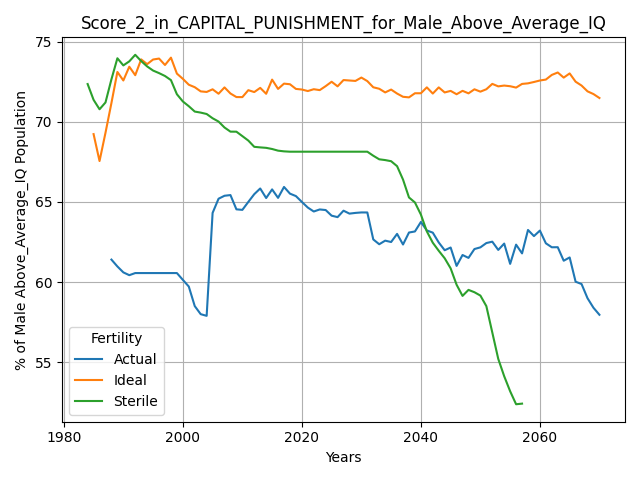 Score_2_in_CAPITAL_PUNISHMENT_for_Male_Above_Average_IQ
% of Male Above_Average_IQ Population
75
70
65
60
55
Fertility
Actual
Ideal
Sterile
1980
2000
2020
2040
2060
Years